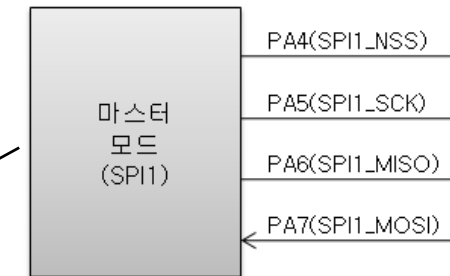 PA4(SPI1_NSS)
PA5(SPI1_SCK)
마스터
모드
(SPI1)
PA6(SPI1_MISO)
PA7(SPI1_MOSI)